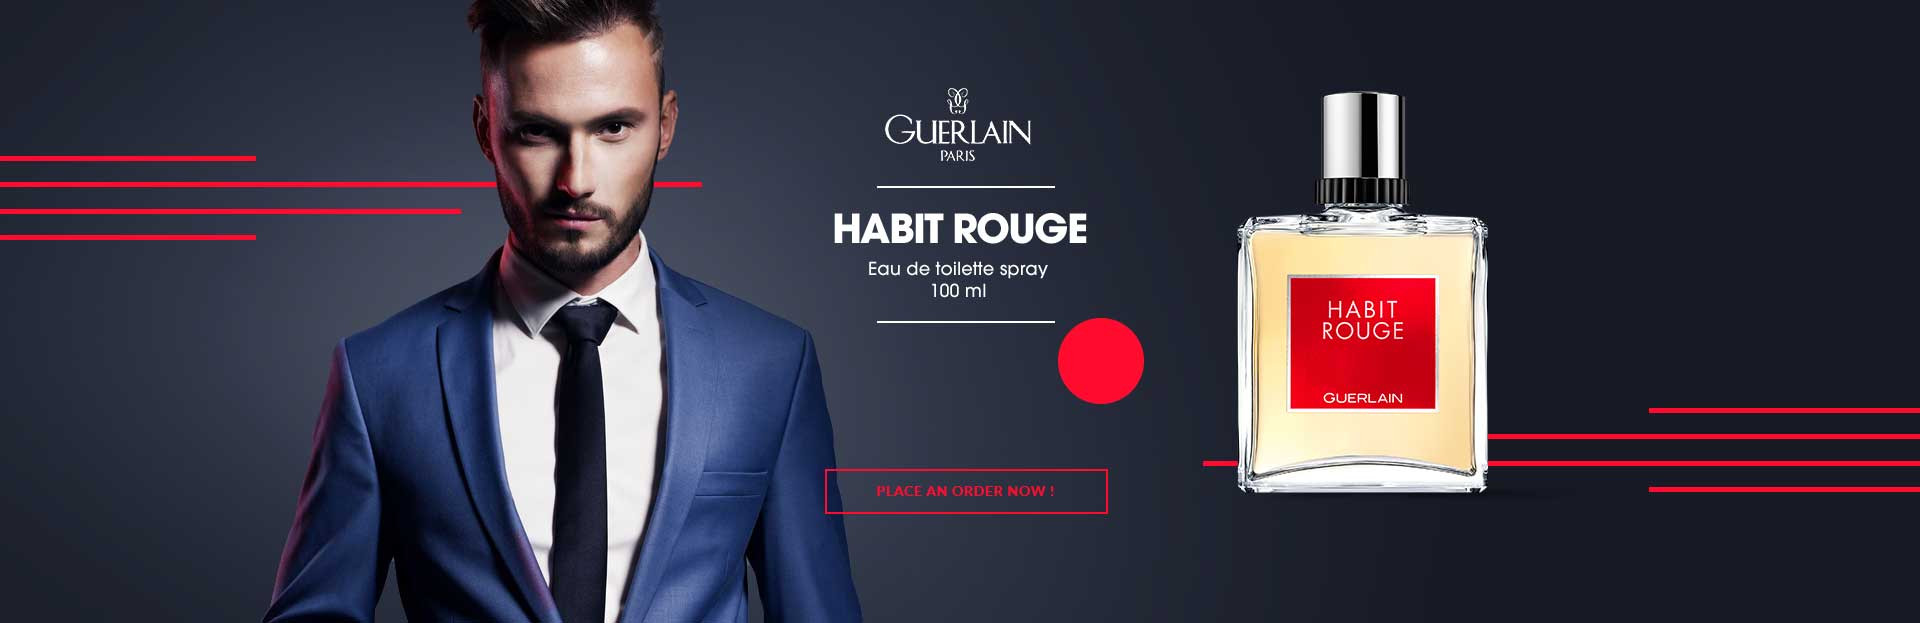 GUERLAIN
PARIS
HABIT ROUGE
Eau de toilette spray
100 ml
PLACE AN ORDER NOW !
HABIT
ROUGE
GUERLAIN